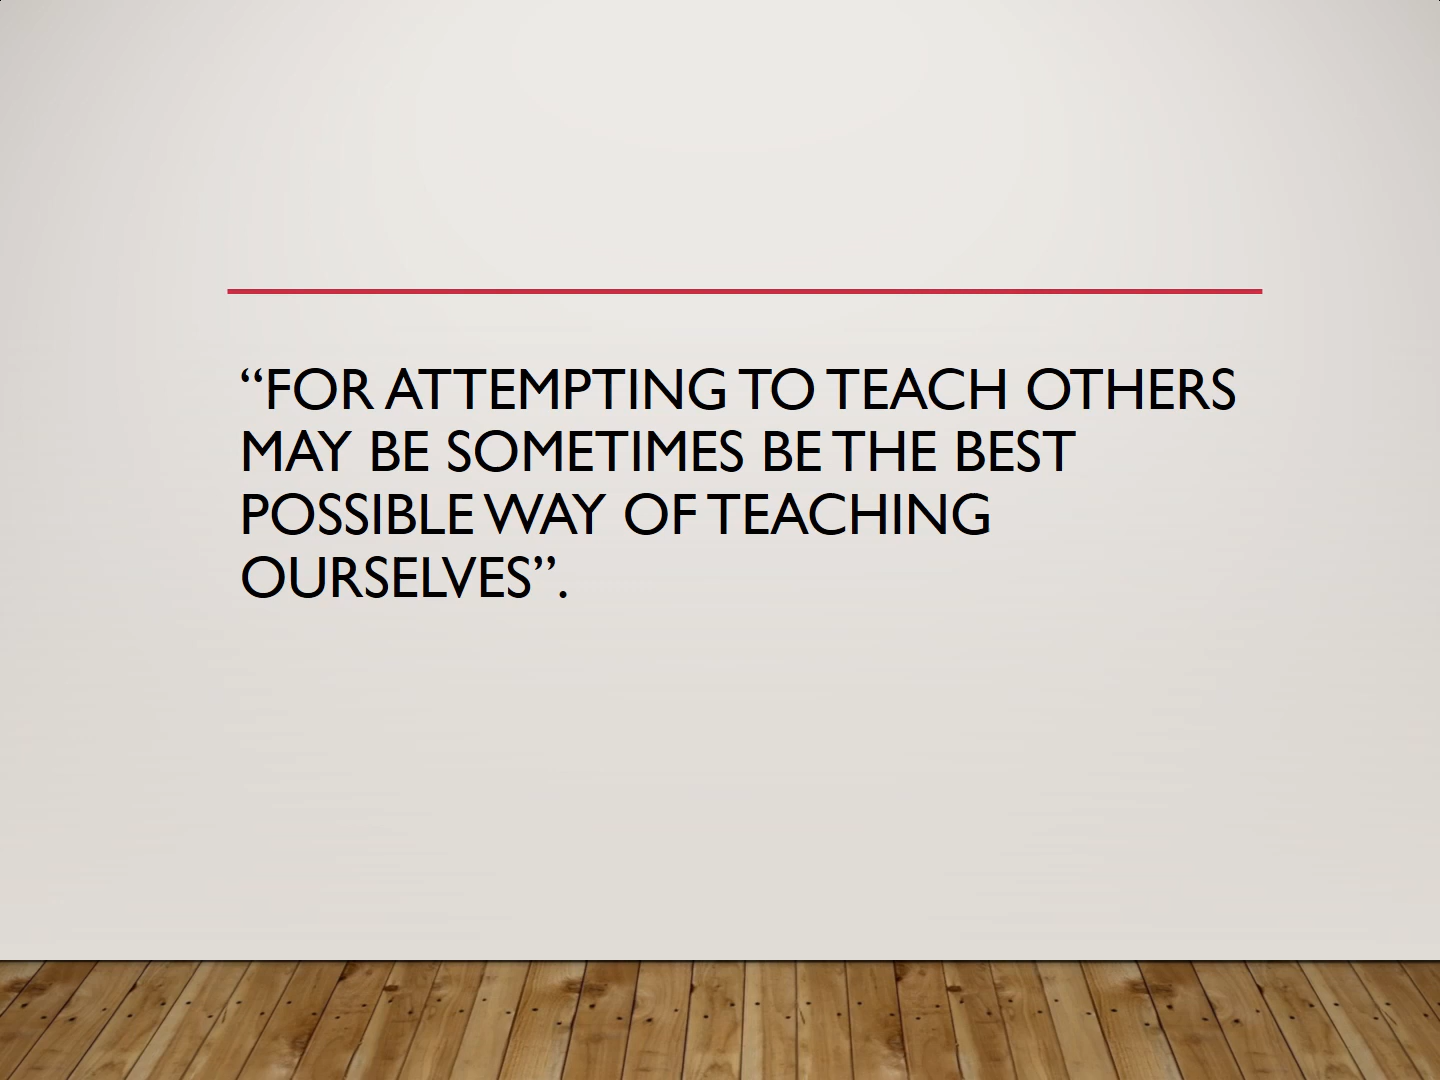 “FOR ATTEMPTING TO TEACH OTHERS
MAY BE SOMETIMES BE THE BEST
POSSIBLE WAY OF TEACHING
OURSELVES”.